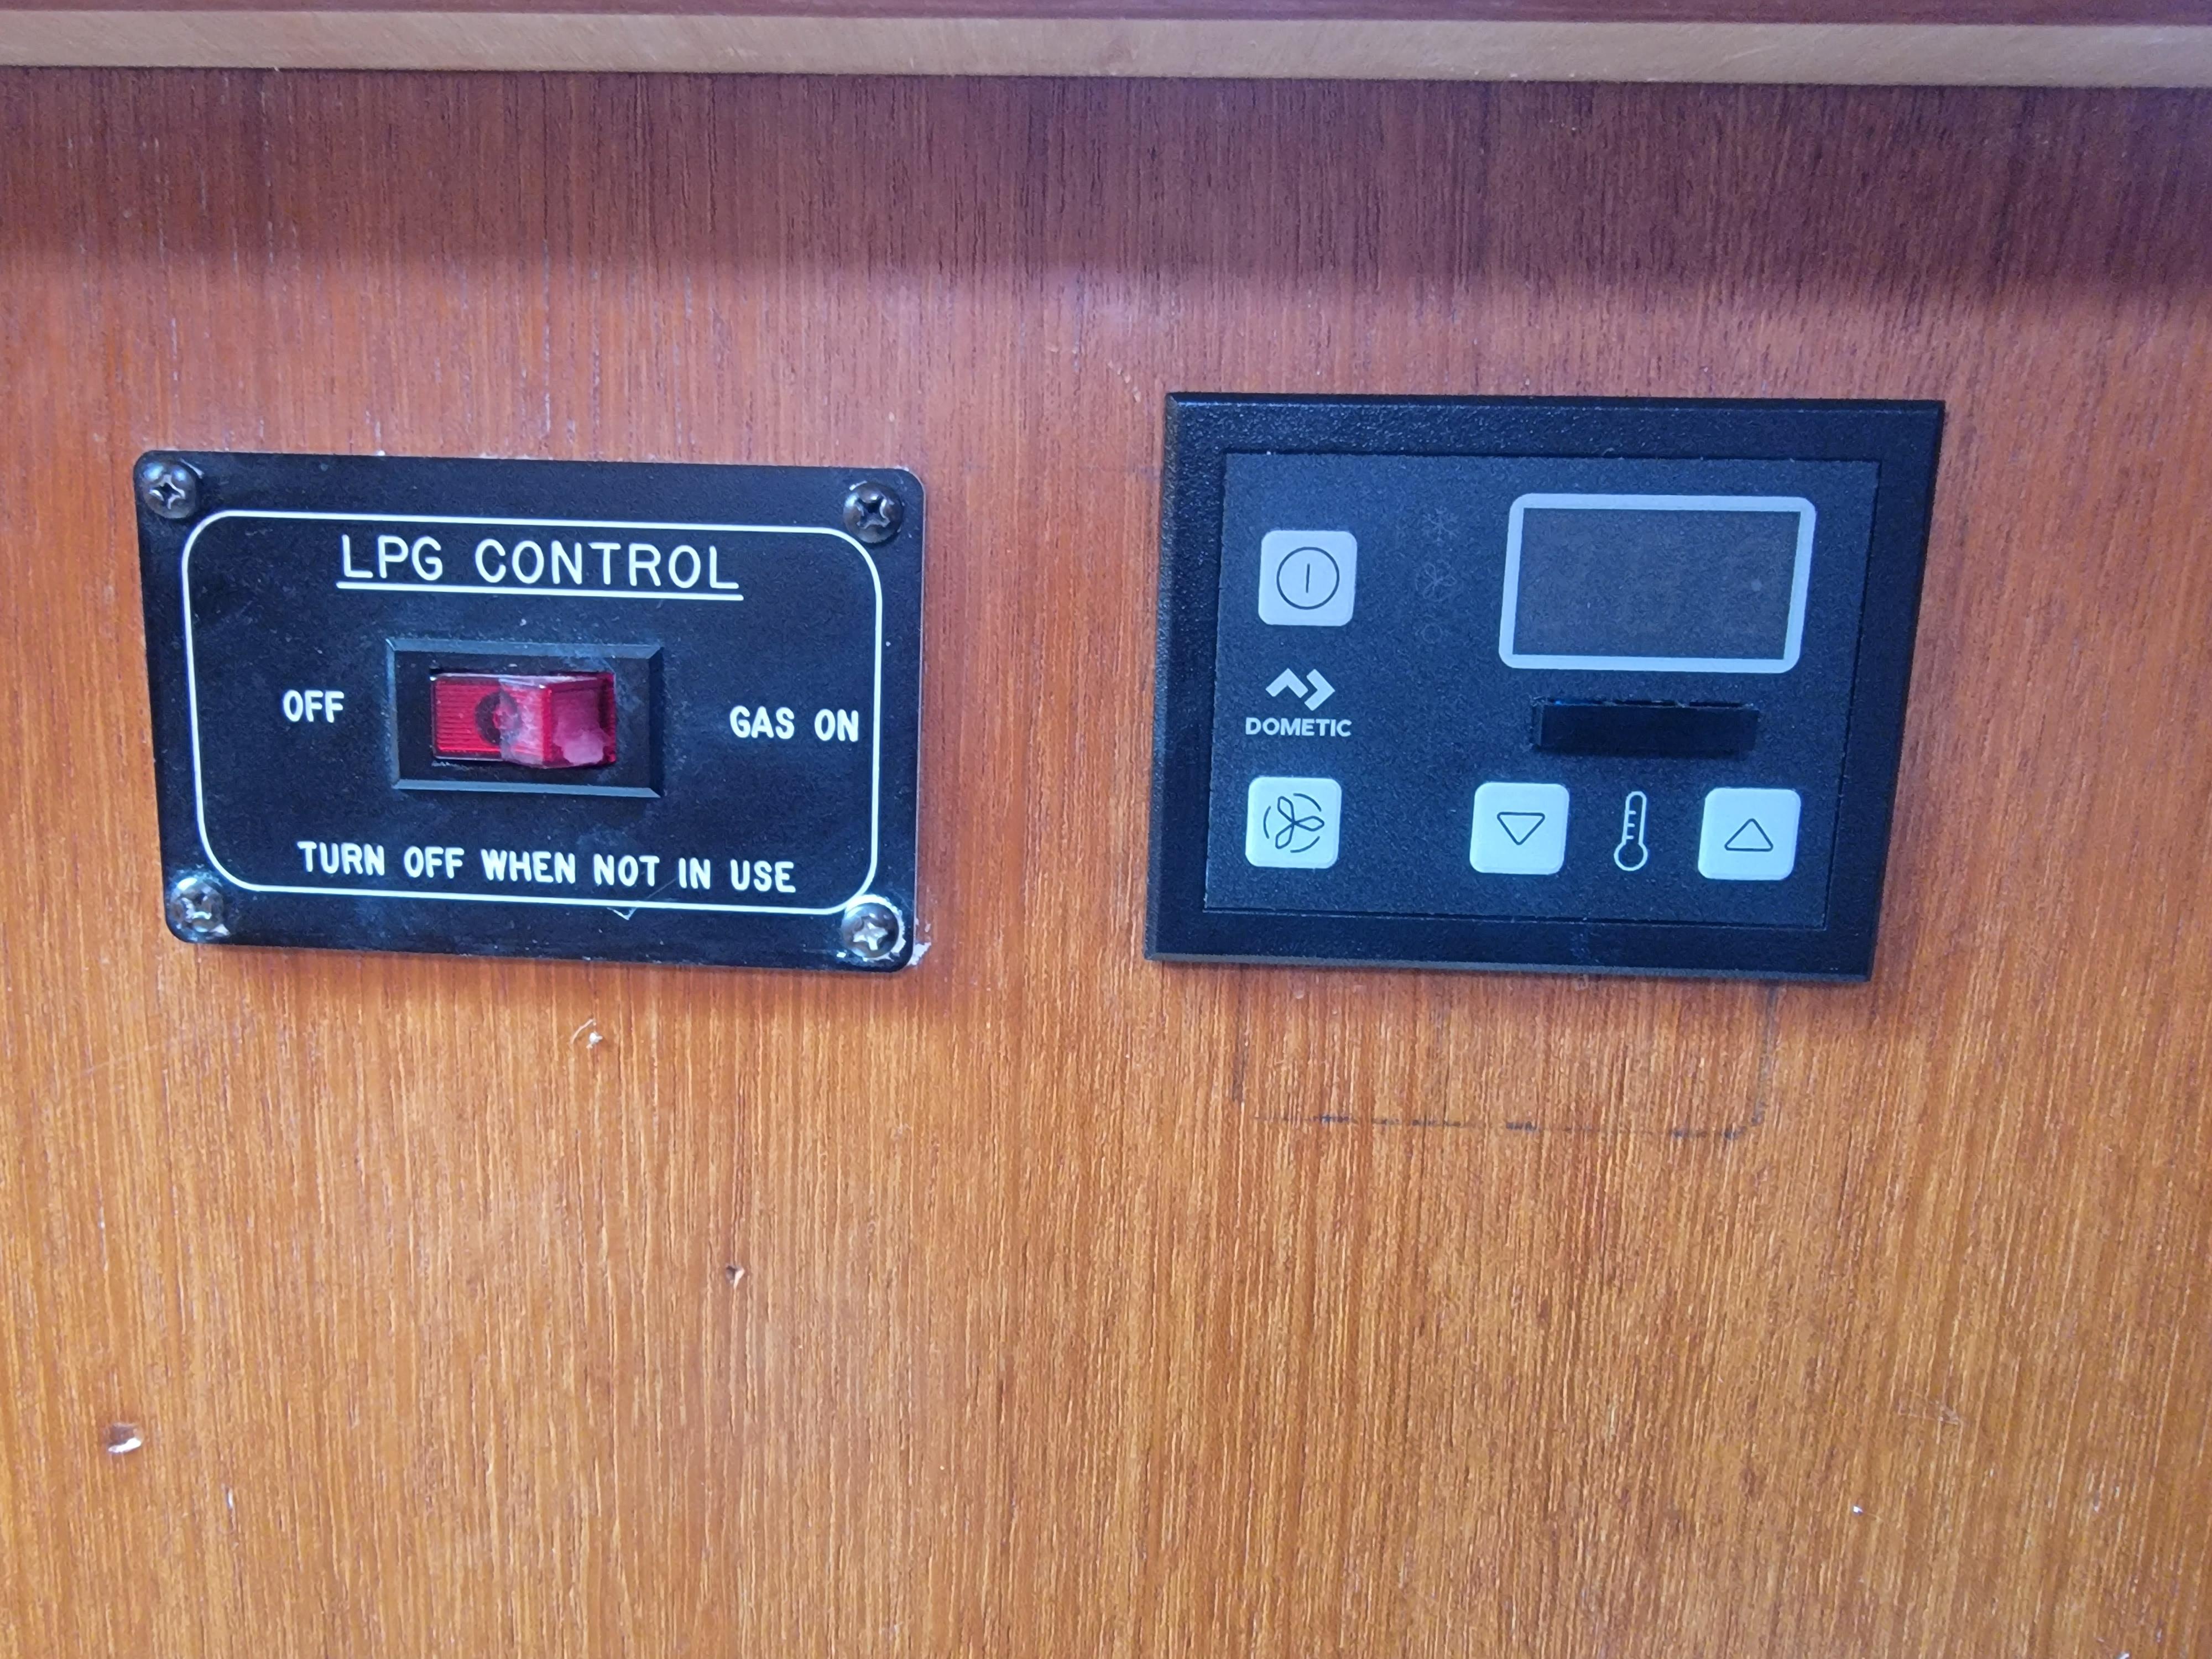 LPG CONTROL
OFF
GAS ON
TURN OFF WHEN NOT IN USE
DOMETIC